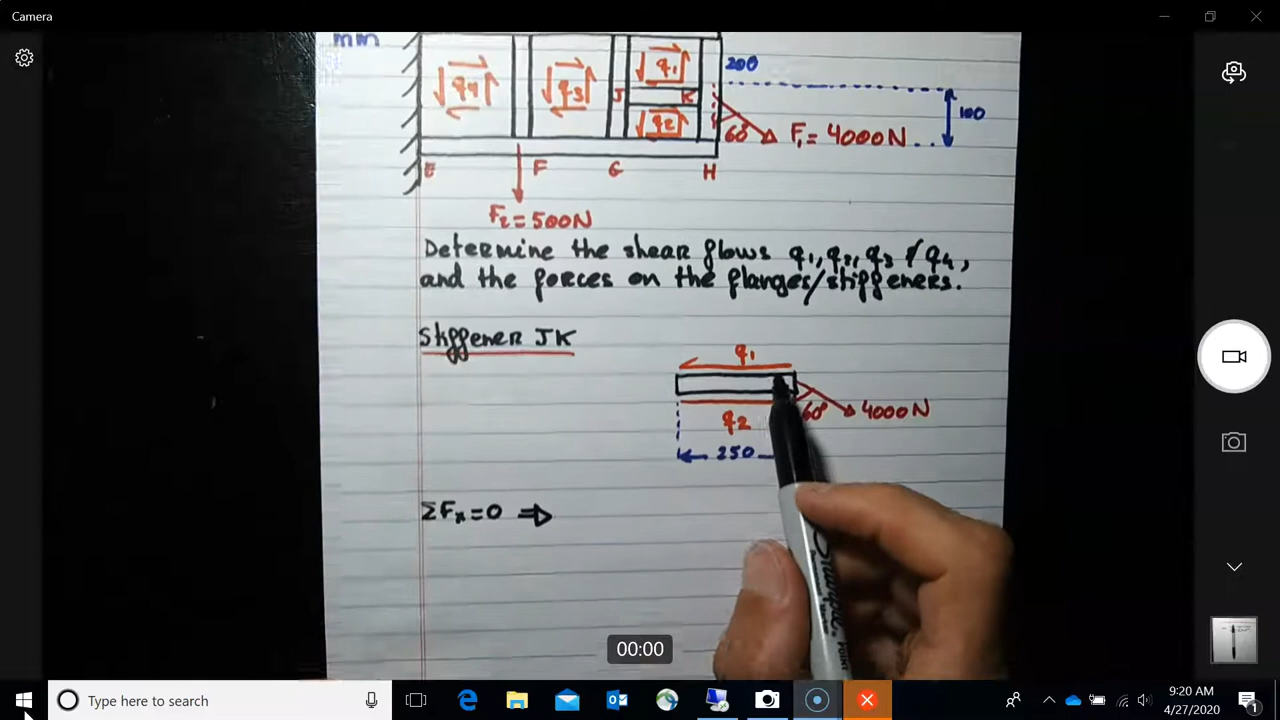 Camera
mm
q4
q3
q1
J
K
q2
200
100
60°
F1 = 4000N
E
F
G
H
F2 = 500N
Determine the shear flows q1, q2, q3 & q4,
and the forces on the flanges/stiffeners.
Stiffener JK
q1
60°
4000N
q2
250
ΣFx = 0 ⇒
Sharpie
00:00
Type here to search
9:20 AM
4/27/2020
1